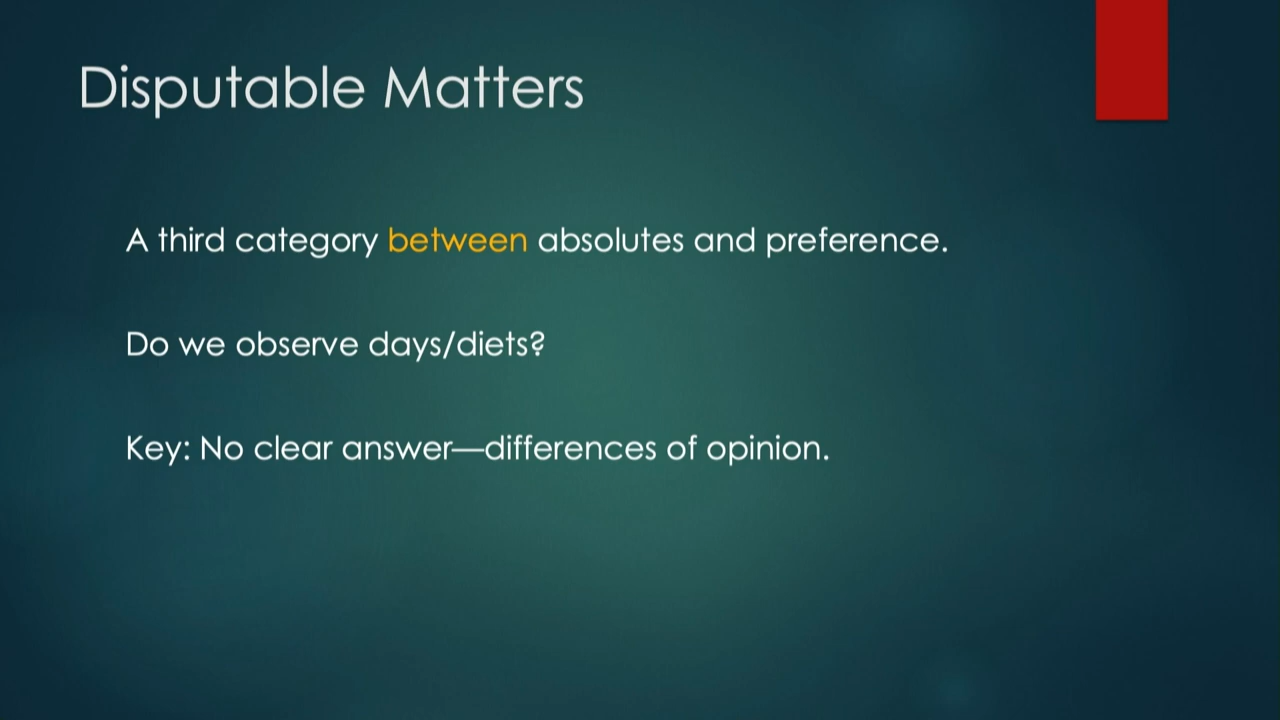 Disputable Matters
A third category between absolutes and preference.
Do we observe days/diets?
Key: No clear answer—differences of opinion.